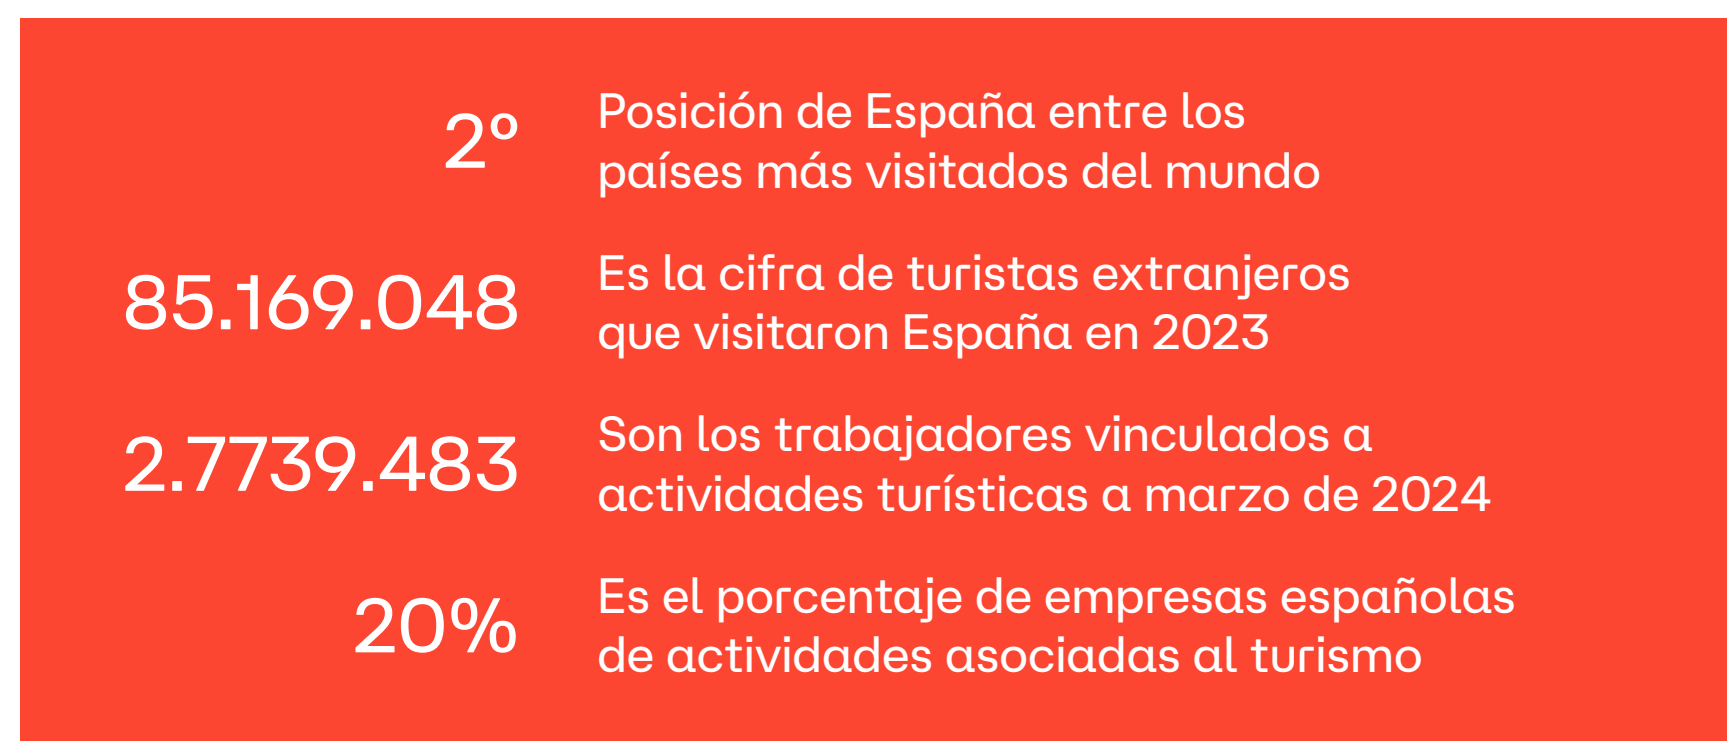 2º
Posición de España entre los
países más visitados del mundo
85.169.048
Es la cifra de turistas extranjeros
que visitaron España en 2023
2.7739.483
Son los trabajadores vinculados a
actividades turísticas a marzo de 2024
20%
Es el porcentaje de empresas españolas
de actividades asociadas al turismo